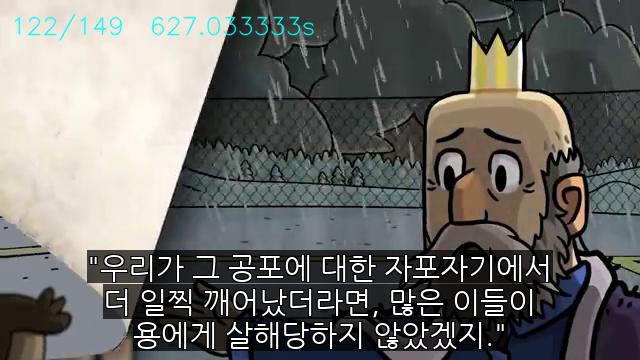 122/149 627.033333s
"우리가 그 공포에 대한 자포자기에서
더 일찍 깨어났더라면, 많은 이들이
용에게 살해당하지 않았겠지."